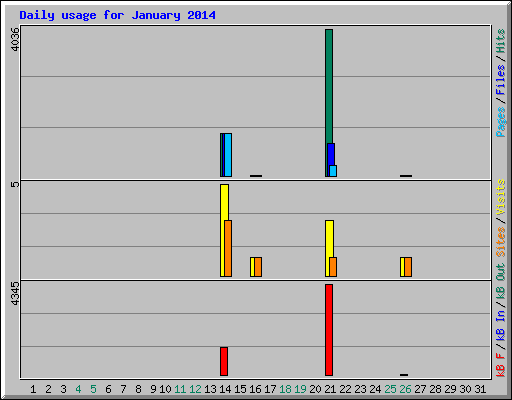 Daily usage for January 2014
4036
Pages / Files / Hits
5
Sites / Visits
4345
kB F / kB In / kB Out
1 2 3 4 5 6 7 8 9 10 11 12 13 14 15 16 17 18 19 20 21 22 23 24 25 26 27 28 29 30 31